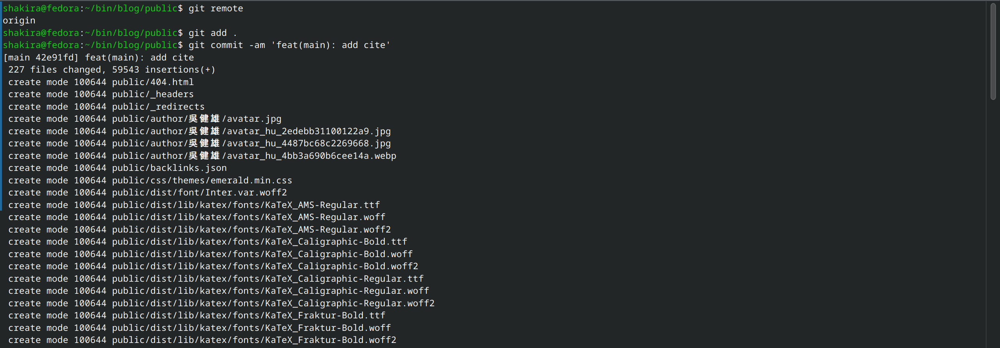 shakira@fedora:~/bin/blog/public$ git remote
origin
shakira@fedora:~/bin/blog/public$ git add .
shakira@fedora:~/bin/blog/public$ git commit -am 'feat(main): add cite'
[main 42e91fd] feat(main): add cite
 227 files changed, 59543 insertions(+)
 create mode 100644 public/404.html
 create mode 100644 public/_headers
 create mode 100644 public/_redirects
 create mode 100644 public/author/吳健雄/avatar.jpg
 create mode 100644 public/author/吳健雄/avatar_hu_2edebb31100122a9.jpg
 create mode 100644 public/author/吳健雄/avatar_hu_4487bc68c2269668.jpg
 create mode 100644 public/author/吳健雄/avatar_hu_4bb3a690b6cee14a.webp
 create mode 100644 public/backlinks.json
 create mode 100644 public/css/themes/emerald.min.css
 create mode 100644 public/dist/font/Inter.var.woff2
 create mode 100644 public/dist/lib/katex/fonts/KaTeX_AMS-Regular.ttf
 create mode 100644 public/dist/lib/katex/fonts/KaTeX_AMS-Regular.woff
 create mode 100644 public/dist/lib/katex/fonts/KaTeX_AMS-Regular.woff2
 create mode 100644 public/dist/lib/katex/fonts/KaTeX_Caligraphic-Bold.ttf
 create mode 100644 public/dist/lib/katex/fonts/KaTeX_Caligraphic-Bold.woff
 create mode 100644 public/dist/lib/katex/fonts/KaTeX_Caligraphic-Bold.woff2
 create mode 100644 public/dist/lib/katex/fonts/KaTeX_Caligraphic-Regular.ttf
 create mode 100644 public/dist/lib/katex/fonts/KaTeX_Caligraphic-Regular.woff
 create mode 100644 public/dist/lib/katex/fonts/KaTeX_Caligraphic-Regular.woff2
 create mode 100644 public/dist/lib/katex/fonts/KaTeX_Fraktur-Bold.ttf
 create mode 100644 public/dist/lib/katex/fonts/KaTeX_Fraktur-Bold.woff
 create mode 100644 public/dist/lib/katex/fonts/KaTeX_Fraktur-Bold.woff2